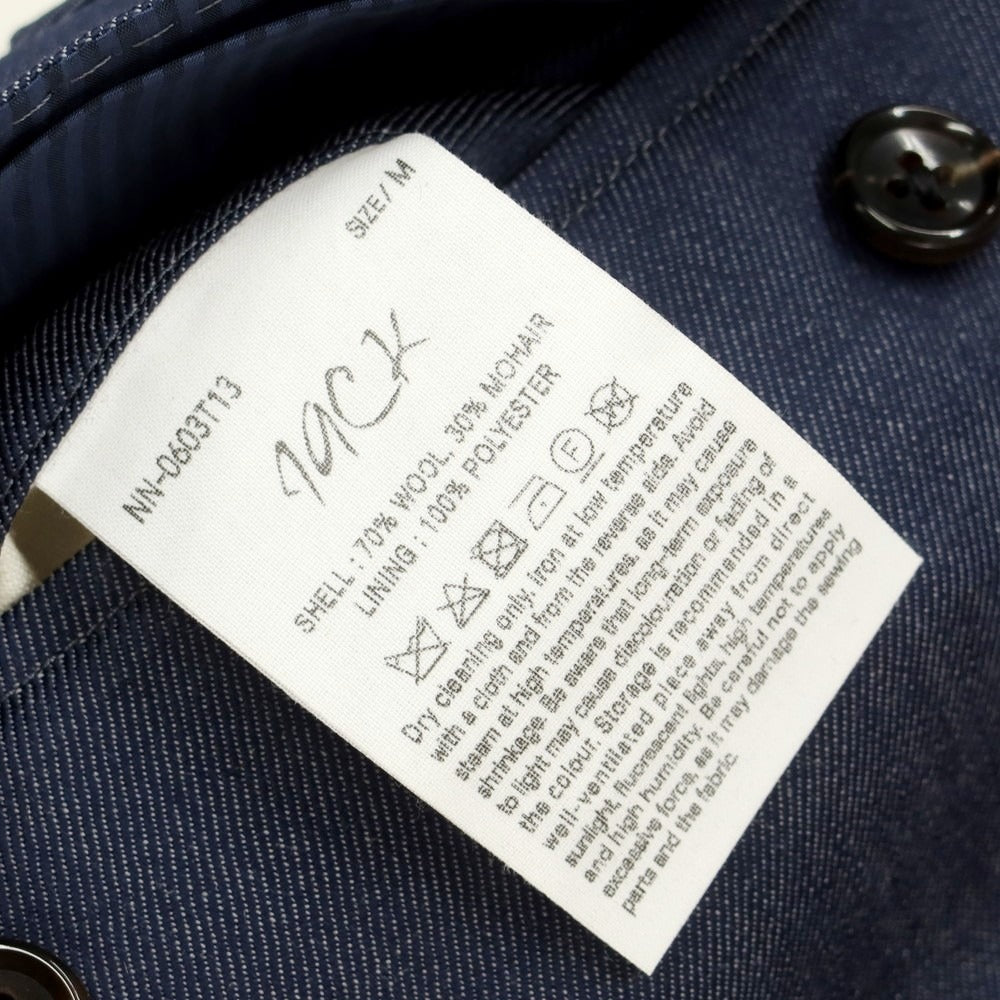 SIZE/M
JACK
NN-0603T13
SHELL : 70% WOOL, 30% MOHAIR
LINING : 100% POLYESTER
F
Dry cleaning only, iron at low temperature
with a cloth and from the reverse side. Avoid
steam at high temperatures, as it may cause
shrinkage. Be aware that long-term exposure
to light may cause discolouration or fading of
the colour. Storage is recommended in a
well-ventilated place away from direct
sunlight, fluorescent lights, high temperatures
and high humidity. Be careful not to apply
excessive force, as it may damage the sewing
parts and the fabric.